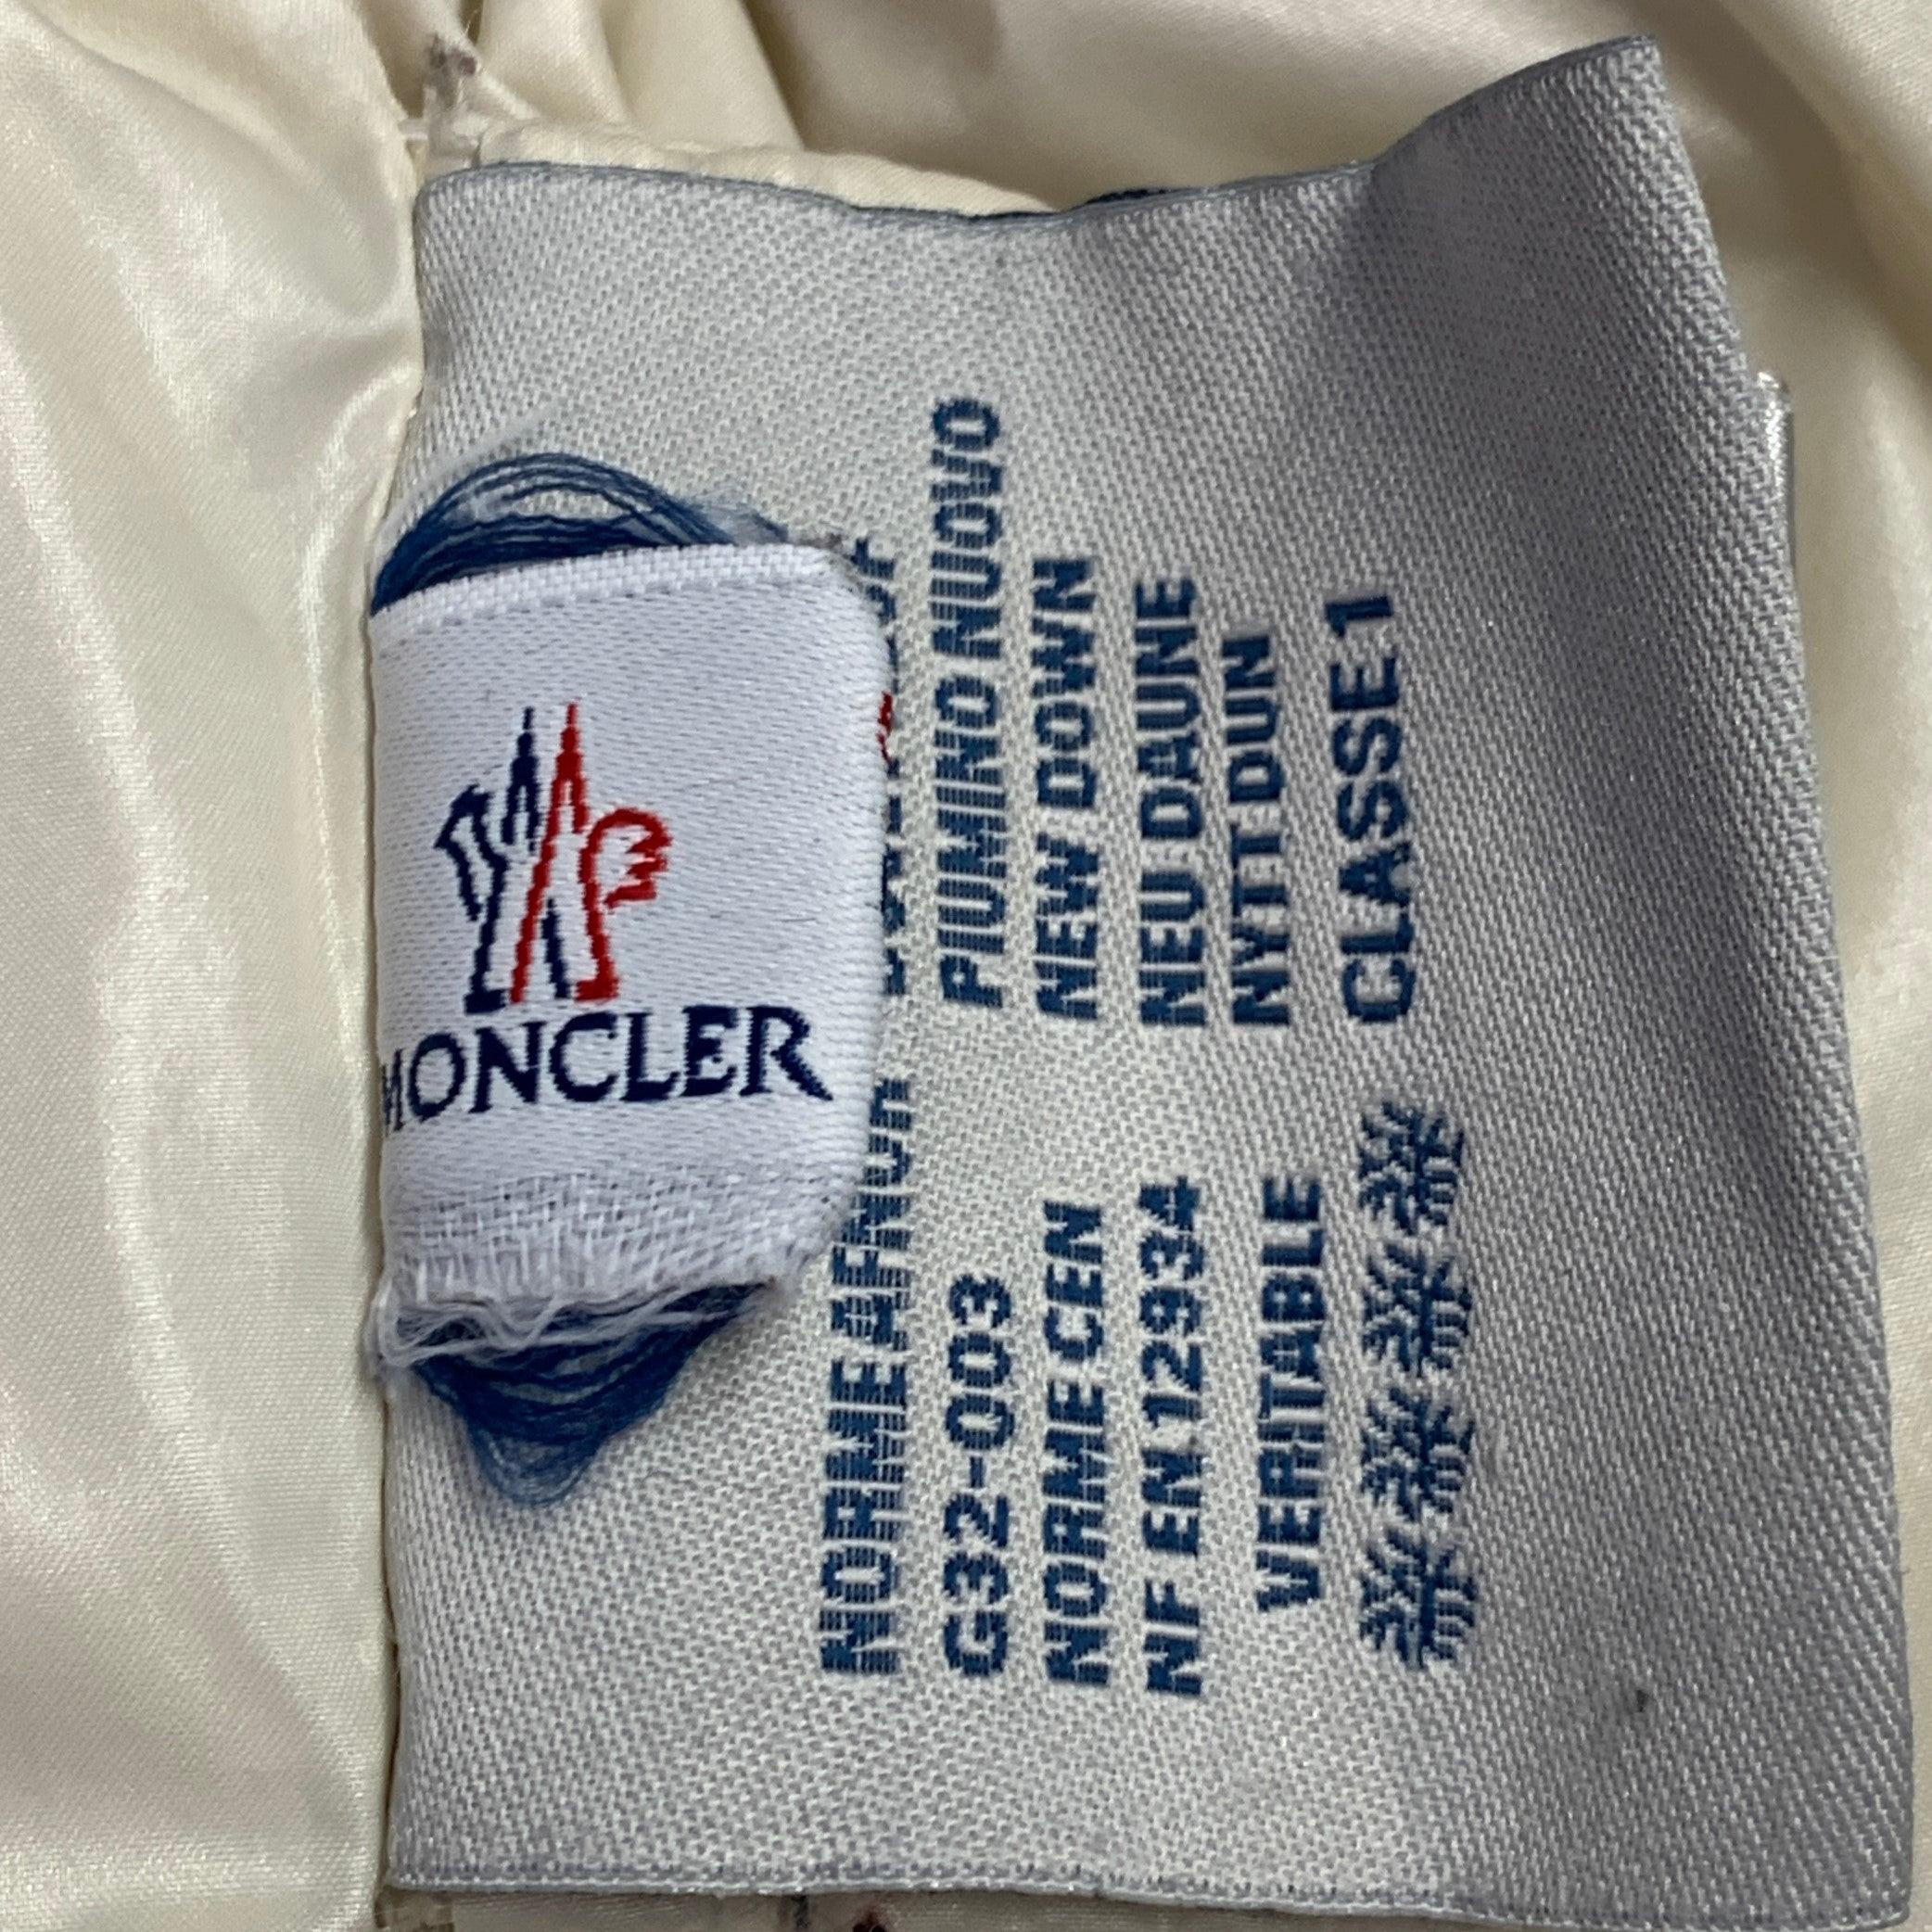 MONCLER
NORME AFNOR
G32-003
NORME CEN
NF EN 12934
VERITABLE
PIUMINO NUOVO
NEW DOWN
NEU DAUNE
NYTT DUN
CLASSE 1